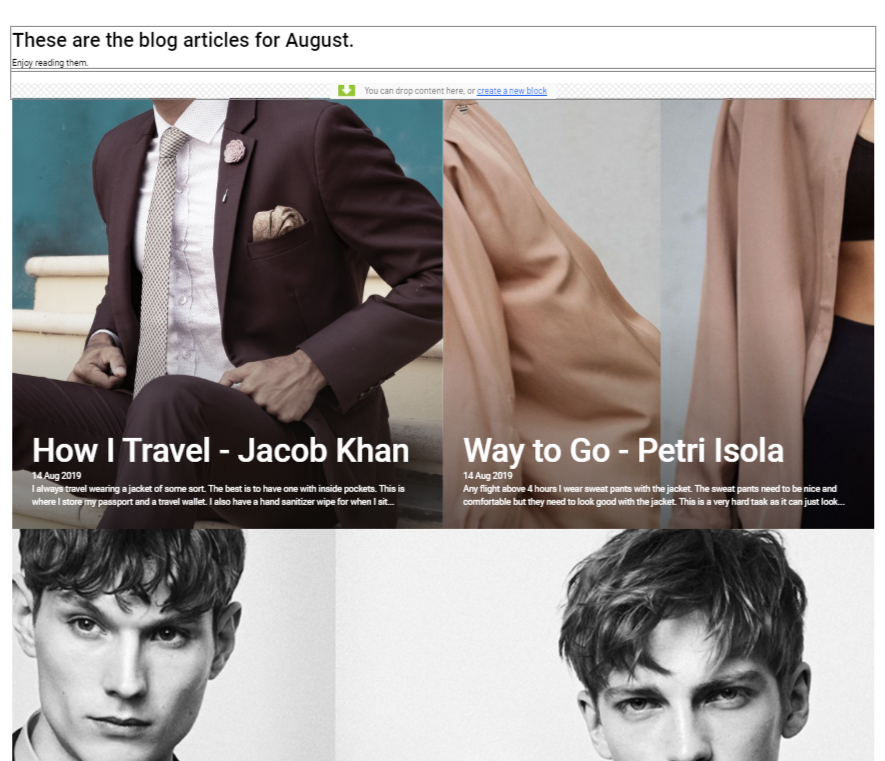 These are the blog articles for August.
Enjoy reading them.
You can drop content here, or create a new block
How I Travel - Jacob Khan
14 Aug 2019
I always travel wearing a jacket of some sort. The best is to have one with inside pockets. This is
where I store my passport and a travel wallet. I also have a hand sanitizer wipe for when I sit...
Way to Go - Petri Isola
14 Aug 2019
Any flight above 4 hours I wear sweat pants with the jacket. The sweat pants need to be nice and
comfortable but they need to look good with the jacket. This is a very hard task as it can just look...